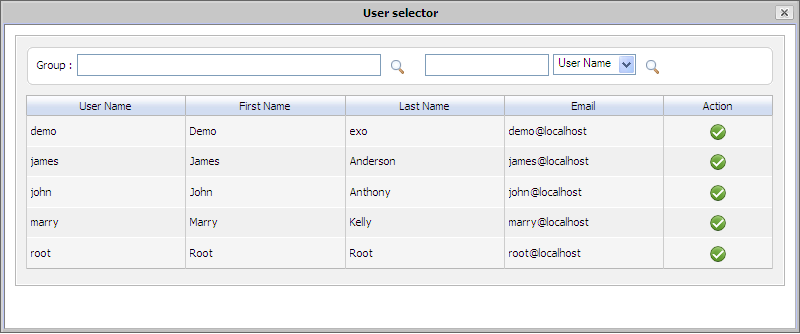 User selector
Group : User Name
User Name First Name Last Name Email Action
demo Demo exo demo@localhost
james James Anderson james@localhost
john John Anthony john@localhost
marry Marry Kelly marry@localhost
root Root Root root@localhost